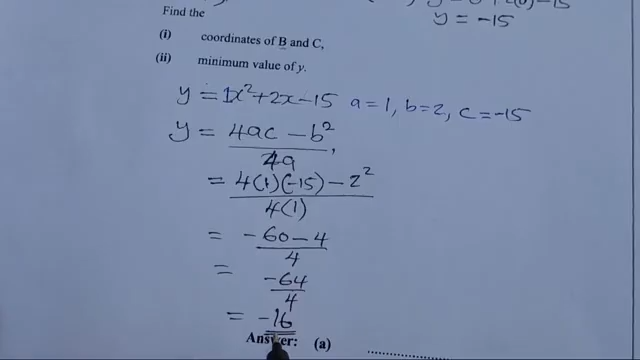 Find the
y = -15
(i) coordinates of B and C,
(ii) minimum value of y.
y = 1x² + 2x - 15 a = 1, b = 2, c = -15
y = 4ac - b²
4a,
= 4(1)(-15) - 2²
4(1)
= -60 - 4
4
= -64
4
= -16
Answer: (a) ....................